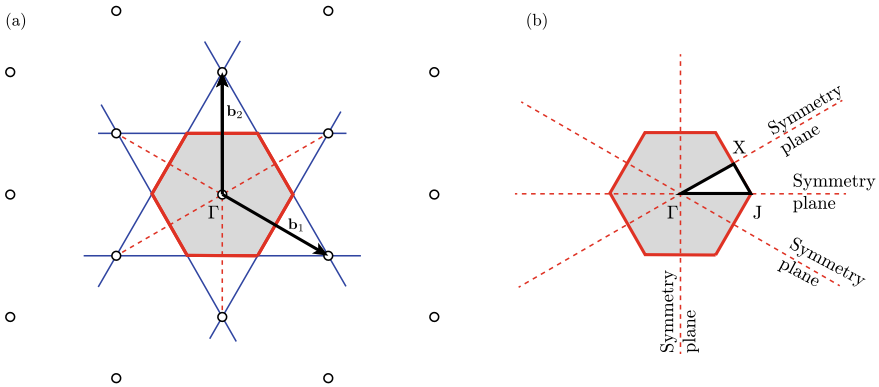 (a)
b2
Γ
b1
(b)
Symmetry
plane
X
Symmetry
plane
Γ
J
Symmetry
plane
Symmetry
plane